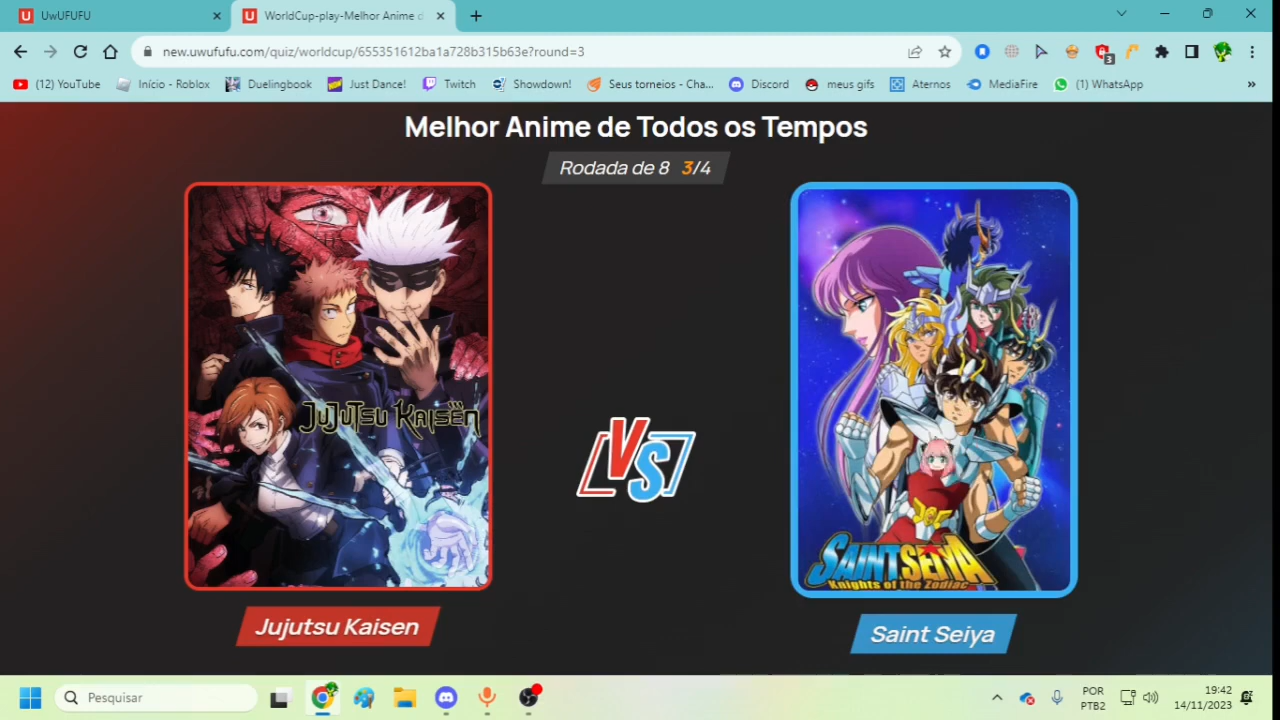 UwUFUFU
WorldCup-play-Melhor Anime d
new.uwufufu.com/quiz/worldcup/655351612ba1a728b315b63e?round=3
3
(12) YouTube
Início - Roblox
Duelingbook
Just Dance!
Twitch
Showdown!
Seus torneios - Cha...
Discord
meus gifs
Aternos
MediaFire
(1) WhatsApp
»
Melhor Anime de Todos os Tempos
Rodada de 8 3/4
JUJUTSU KAISEN
VS
SAINT SEIYA
Knights of the Zodiac
Jujutsu Kaisen
Saint Seiya
Pesquisar
POR
PTB2
19:42
14/11/2023